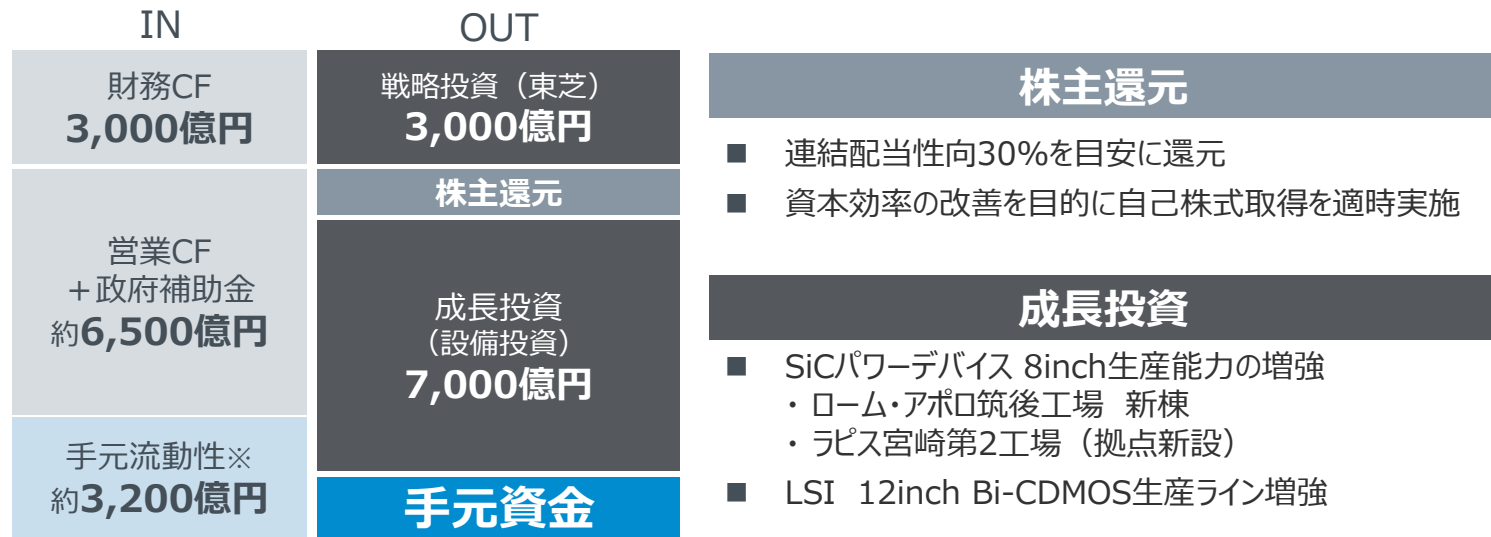 IN
財務CF
3,000億円
営業CF
＋政府補助金
約6,500億円
手元流動性※
約3,200億円
OUT
戦略投資（東芝）
3,000億円
株主還元
成長投資
（設備投資）
7,000億円
手元資金
株主還元
■ 連結配当性向30%を目安に還元
■ 資本効率の改善を目的に自己株式取得を適時実施
成長投資
■ SiCパワーデバイス 8inch生産能力の増強
・ローム・アポロ筑後工場 新棟
・ラピス宮崎第2工場（拠点新設）
■ LSI 12inch Bi-CDMOS生産ライン増強